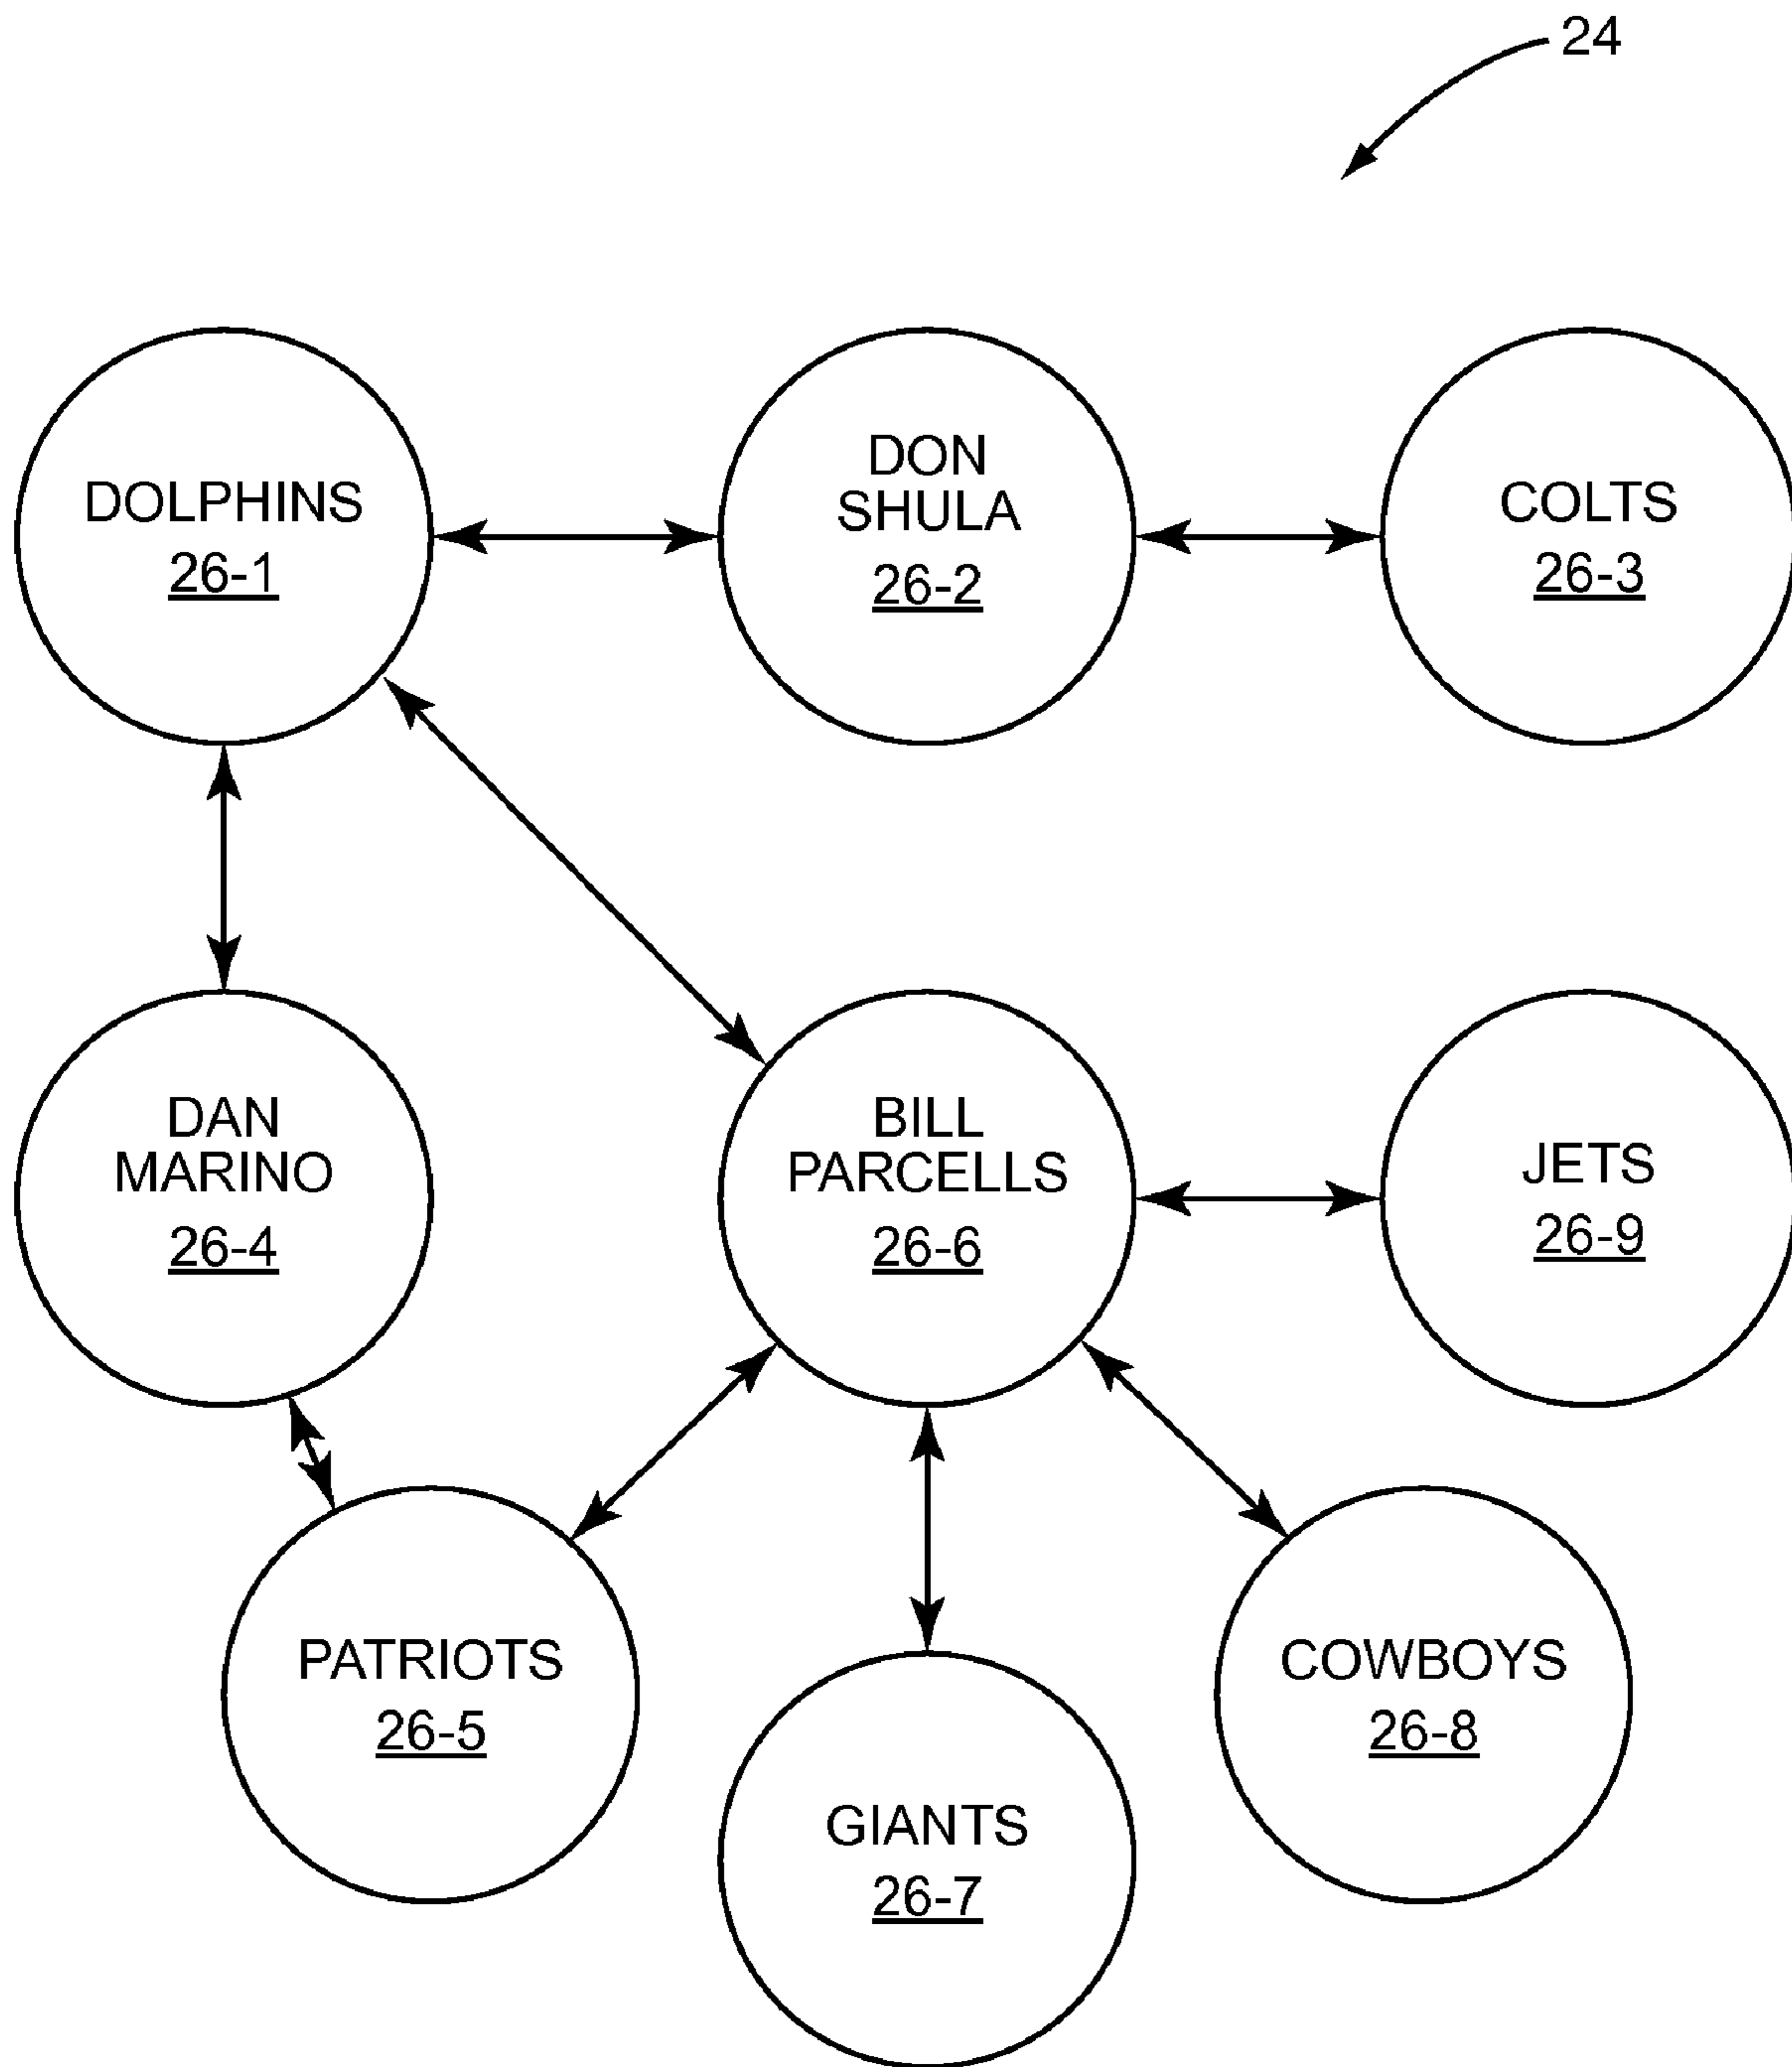 24
DOLPHINS
26-1
DON
SHULA
26-2
COLTS
26-3
DAN
MARINO
26-4
BILL
PARCELLS
26-6
JETS
26-9
PATRIOTS
26-5
GIANTS
26-7
COWBOYS
26-8